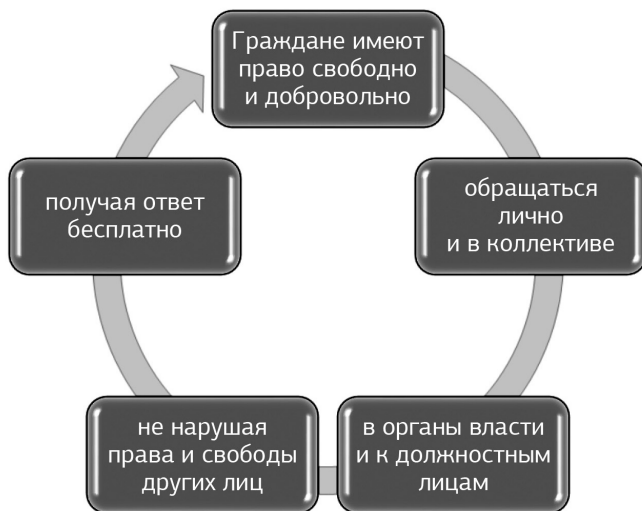 Граждане имеют
право свободно
и добровольно
обращаться
лично
и в коллективе
в органы власти
и к должностным
лицам
не нарушая
права и свободы
других лиц
получая ответ
бесплатно